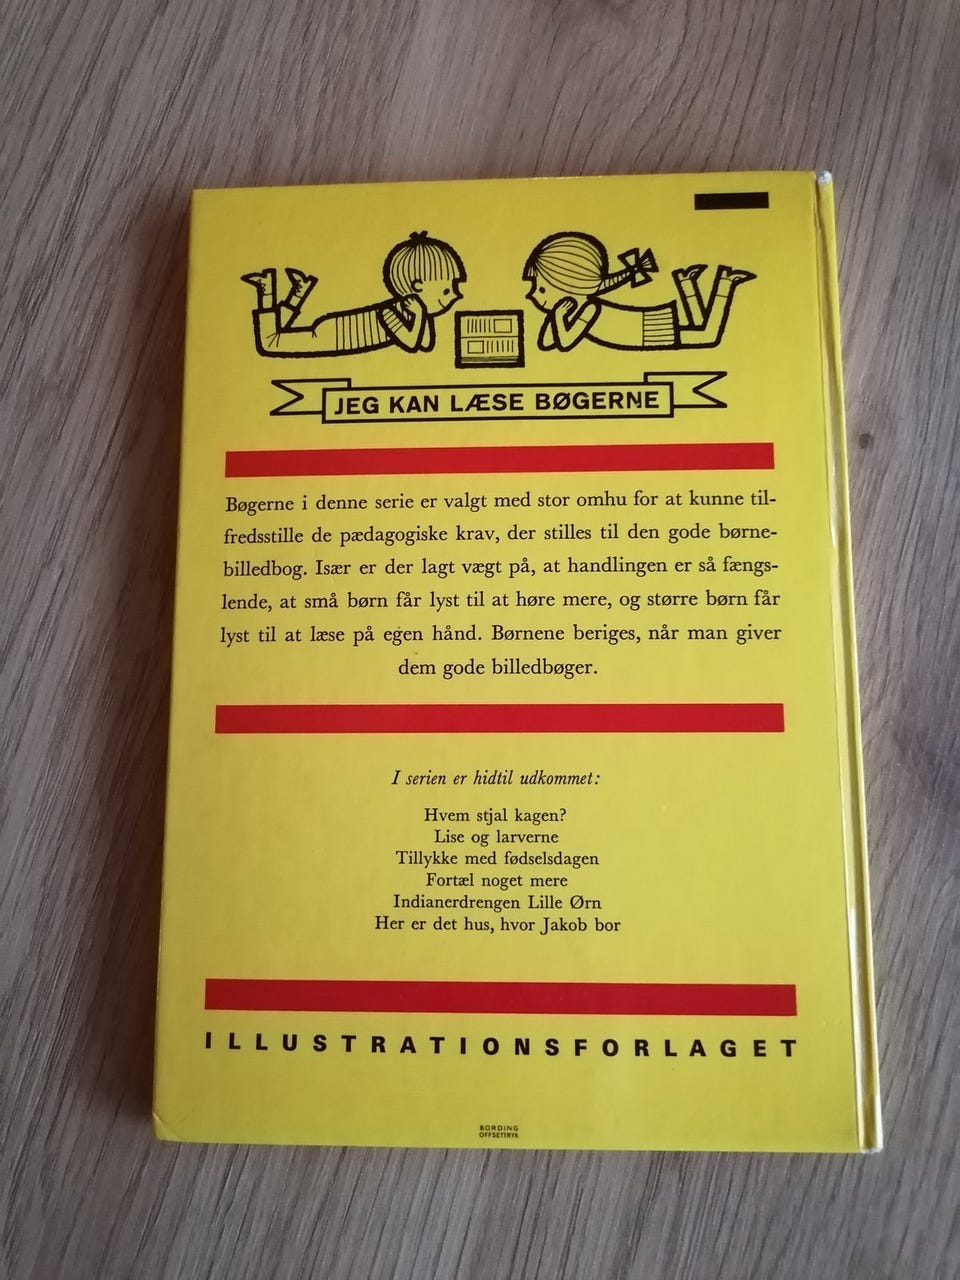 JEG KAN LÆSE BØGERNE
Bøgerne i denne serie er valgt med stor omhu for at kunne til-
fredsstille de pædagogiske krav, der stilles til den gode børne-
billedbog. Især er der lagt vægt på, at handlingen er så fængs-
lende, at små børn får lyst til at høre mere, og større børn får
lyst til at læse på egen hånd. Børnene beriges, når man giver
dem gode billedbøger.
I serien er hidtil udkommet:
Hvem stjal kagen?
Lise og larverne
Tillykke med fødselsdagen
Fortæl noget mere
Indianerdrengen Lille Ørn
Her er det hus, hvor Jakob bor
ILLUSTRATIONSFORLAGET
BORDING
OFFSETTRYK